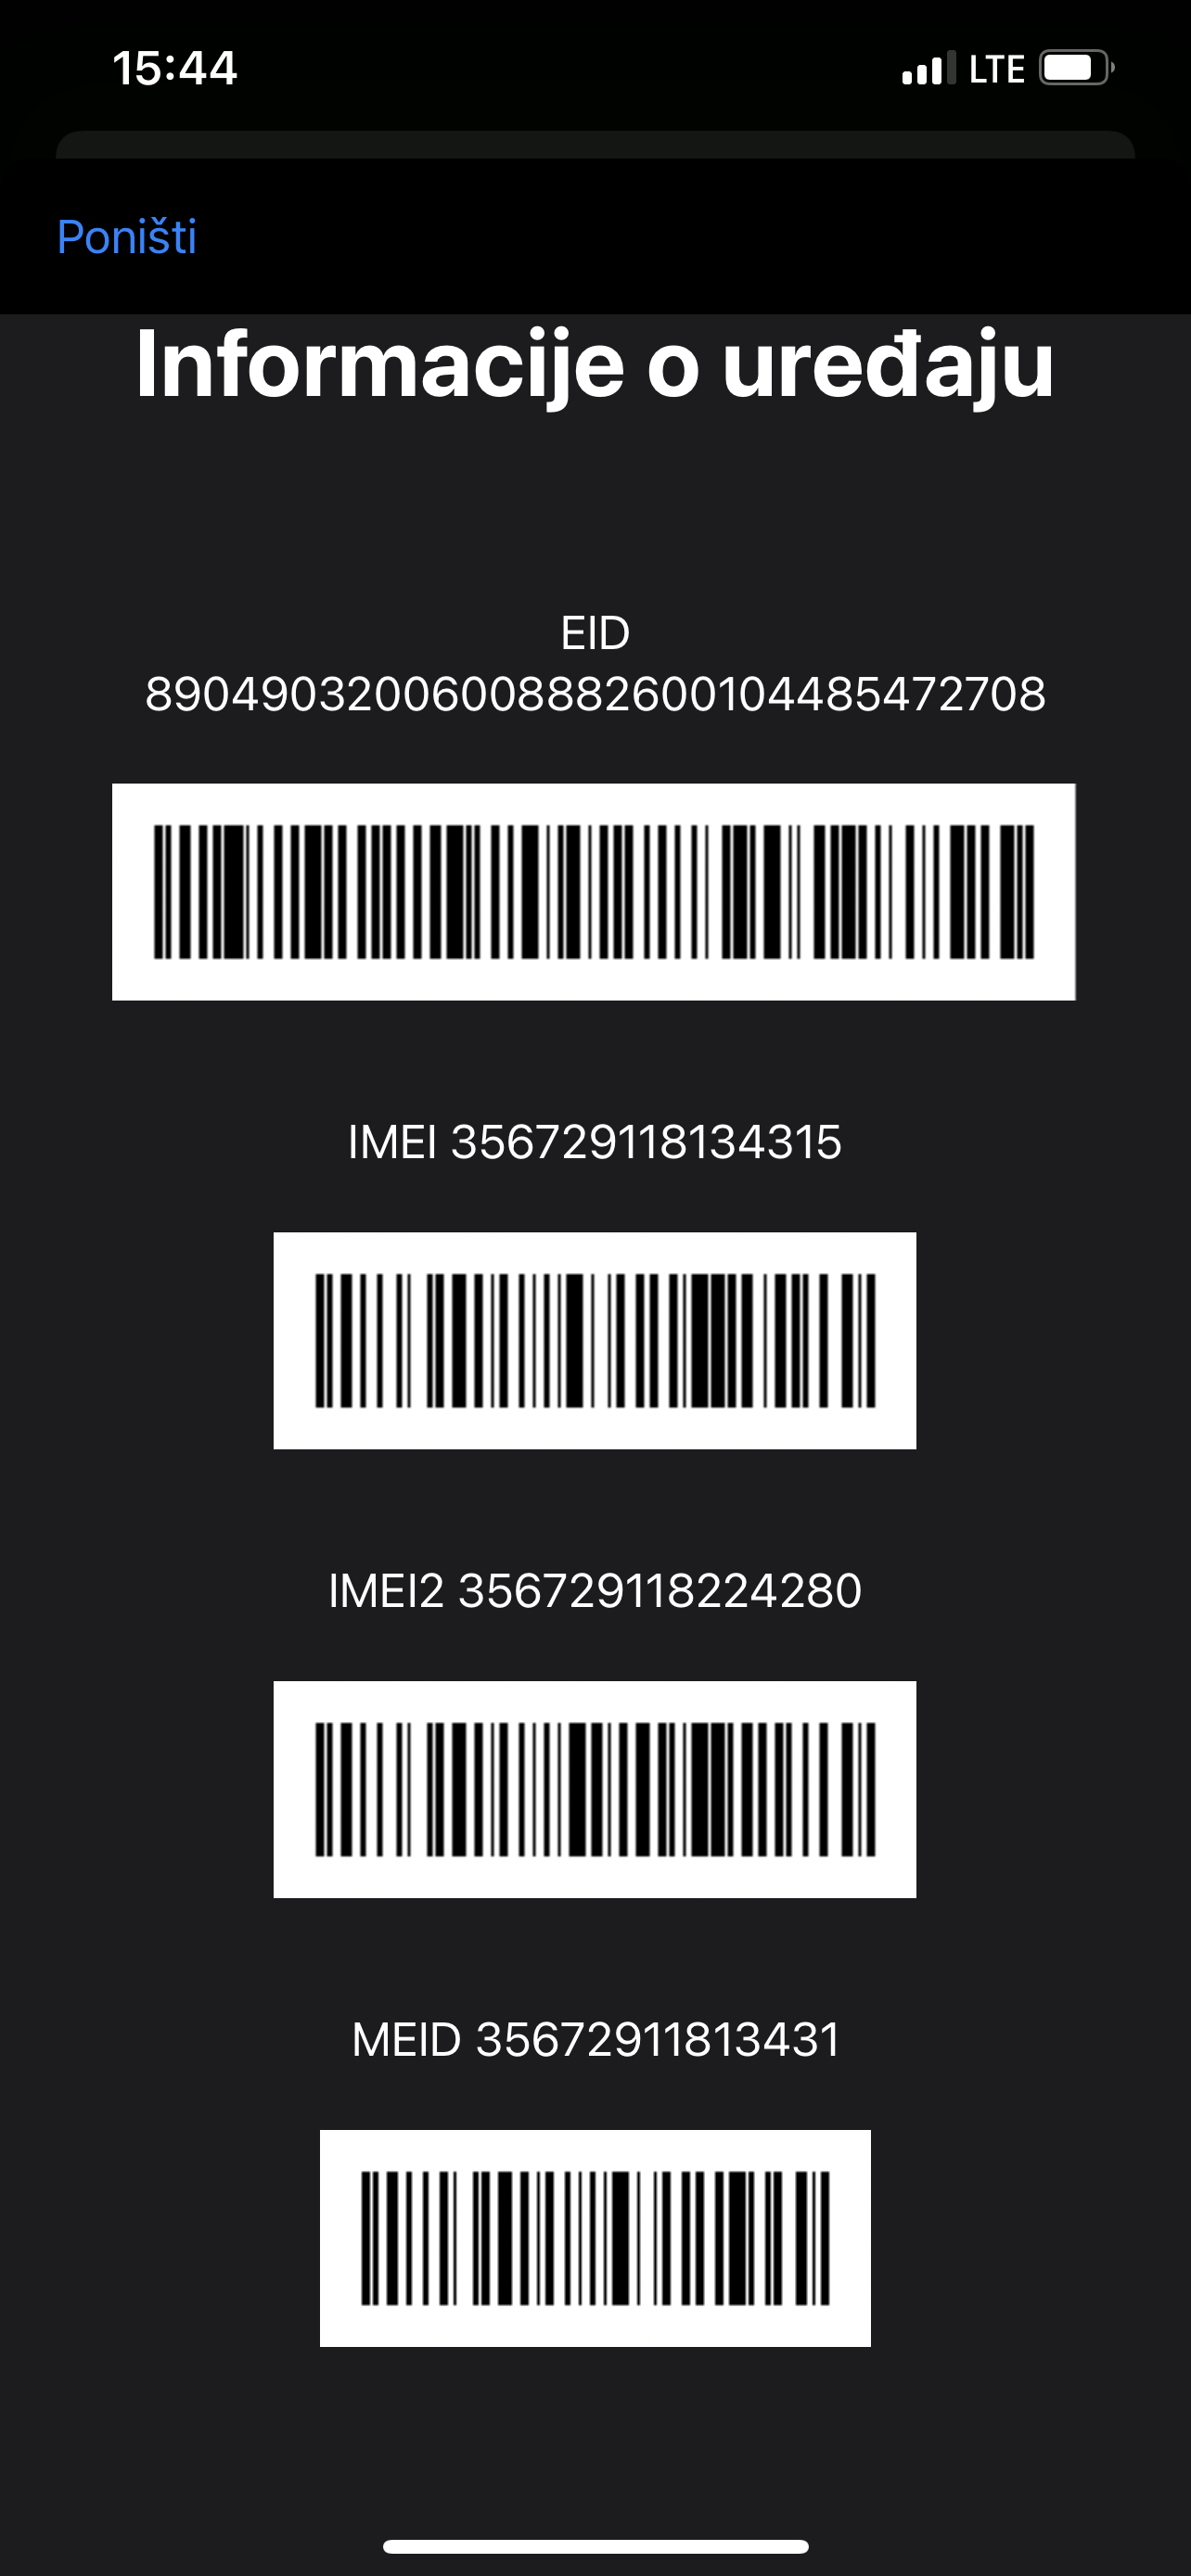 15:44
LTE
Poništi
Informacije o uređaju
EID
89049032006008882600104485472708
IMEI 356729118134315
IMEI2 356729118224280
MEID 35672911813431